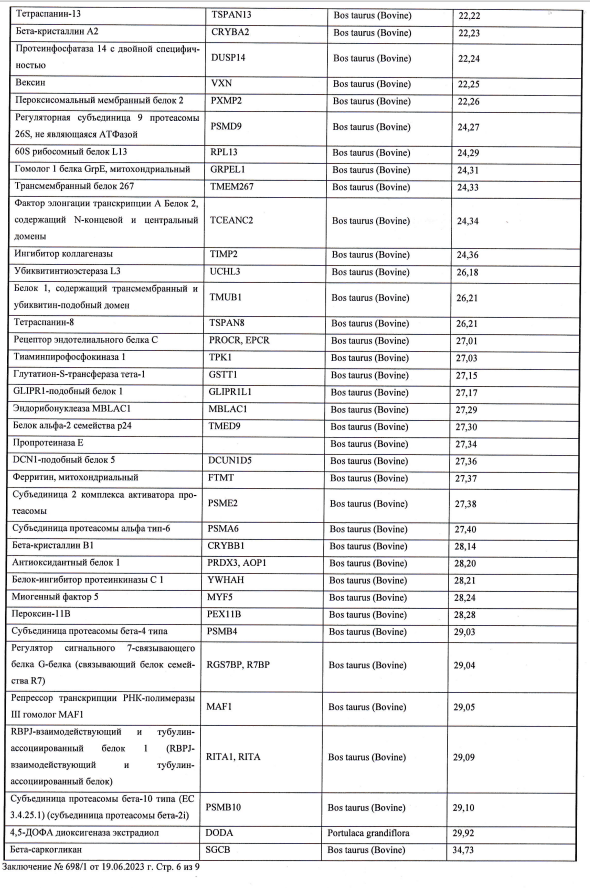 Тетраспанин-13 TSPAN13 Bos taurus (Bovine) 22,22
Бета-кристаллин A2 CRYBA2 Bos taurus (Bovine) 22,23
Протеинфосфатаза 14 с двойной специфич-
ностью DUSP14 Bos taurus (Bovine) 22,24
Вексин VXN Bos taurus (Bovine) 22,25
Пероксисомальный мембранный белок 2 PXMP2 Bos taurus (Bovine) 22,26
Регуляторная субъединица 9 протеасомы
26S, не являющаяся АТФазой PSMD9 Bos taurus (Bovine) 24,27
60S рибосомный белок L13 RPL13 Bos taurus (Bovine) 24,29
Гомолог 1 белка GrpE, митохондриальный GRPEL1 Bos taurus (Bovine) 24,31
Трансмембранный белок 267 TMEM267 Bos taurus (Bovine) 24,33
Фактор элонгации транскрипции А Белок 2,
содержащий N-концевой и центральный
домены TCEANC2 Bos taurus (Bovine) 24,34
Ингибитор коллагеназы TIMP2 Bos taurus (Bovine) 24,36
Убиквитинтиоэстераза L3 UCHL3 Bos taurus (Bovine) 26,18
Белок 1, содержащий трансмембранный и
убиквитин-подобный домен TMUB1 Bos taurus (Bovine) 26,21
Тетраспанин-8 TSPAN8 Bos taurus (Bovine) 26,21
Рецептор эндотелиального белка С PROCR, EPCR Bos taurus (Bovine) 27,01
Тиаминпирофосфокиназа 1 TPK1 Bos taurus (Bovine) 27,03
Глутатион-S-трансфераза тета-1 GSTT1 Bos taurus (Bovine) 27,15
GLIPR1-подобный белок 1 GLIPR1L1 Bos taurus (Bovine) 27,17
Эндорибонуклеаза MBLAC1 MBLAC1 Bos taurus (Bovine) 27,29
Белок альфа-2 семейства p24 TMED9 Bos taurus (Bovine) 27,30
Пропротеиназа Е Bos taurus (Bovine) 27,34
DCN1-подобный белок 5 DCUN1D5 Bos taurus (Bovine) 27,36
Ферритин, митохондриальный FTMT Bos taurus (Bovine) 27,37
Субъединица 2 комплекса активатора про-
теасомы PSME2 Bos taurus (Bovine) 27,38
Субъединица протеасомы альфа тип-6 PSMA6 Bos taurus (Bovine) 27,40
Бета-кристаллин B1 CRYBB1 Bos taurus (Bovine) 28,14
Антиоксидантный белок 1 PRDX3, AOP1 Bos taurus (Bovine) 28,20
Белок-ингибитор протеинкиназы С 1 YWHAH Bos taurus (Bovine) 28,21
Миогенный фактор 5 MYF5 Bos taurus (Bovine) 28,24
Пероксин-11B PEX11B Bos taurus (Bovine) 28,28
Субъединица протеасомы бета-4 типа PSMB4 Bos taurus (Bovine) 29,03
Регулятор сигнального 7-связывающего
белка G-белка (связывающий белок семей-
ства R7) RGS7BP, R7BP Bos taurus (Bovine) 29,04
Репрессор транскрипции РНК-полимеразы
III гомолог MAF1 MAF1 Bos taurus (Bovine) 29,05
RBPJ-взаимодействующий и тубулин-
ассоциированный белок 1 (RBPJ-
взаимодействующий и тубулин-
ассоциированный белок) RITA1, RITA Bos taurus (Bovine) 29,09
Субъединица протеасомы бета-10 типа (ЕС
3.4.25.1) (субъединица протеасомы бета-2i) PSMB10 Bos taurus (Bovine) 29,10
4,5-ДОФА диоксигеназа экстрадиол DODA Portulaca grandiflora 29,92
Бета-саркогликан SGCB Bos taurus (Bovine) 34,73
Заключение № 698/1 от 19.06.2023 г. Стр. 6 из 9